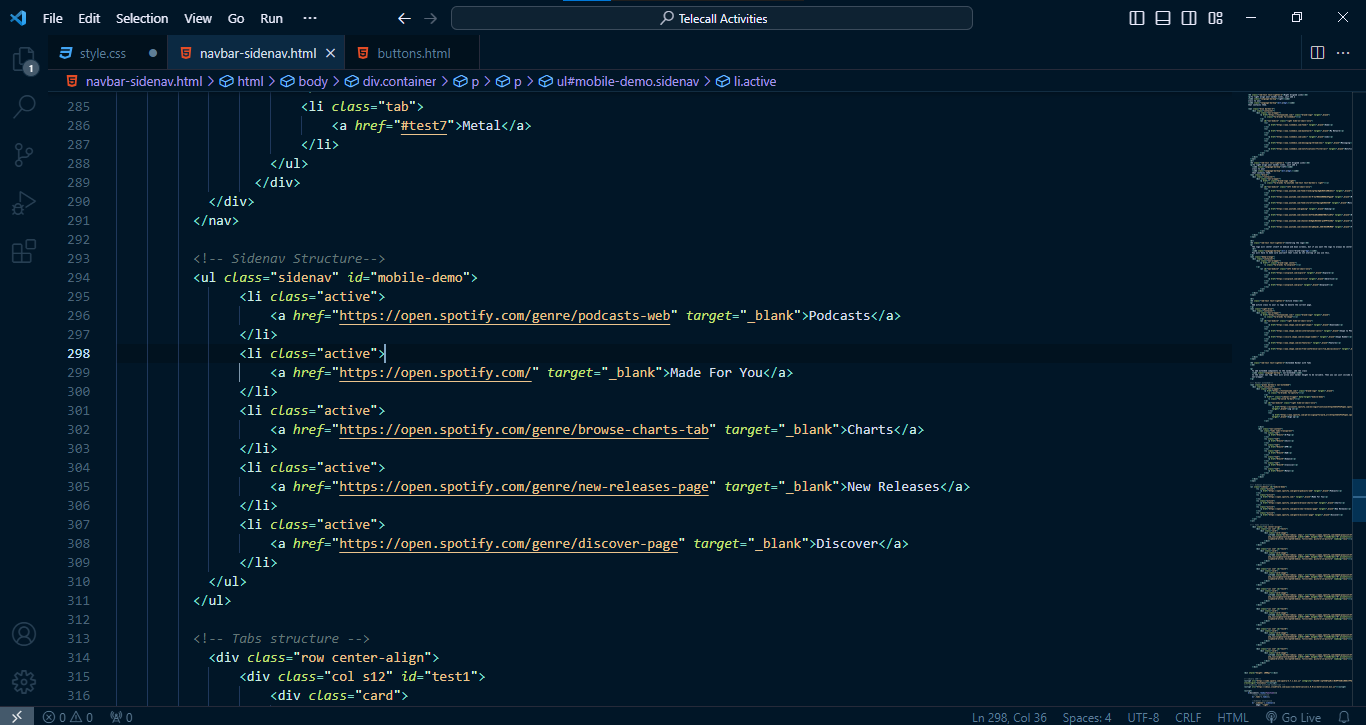 File Edit Selection View Go Run ··· Telecall Activities
style.css navbar-sidenav.html buttons.html
navbar-sidenav.html > html > body > div.container > p > p > ul#mobile-demo.sidenav > li.active
1
285 <li class="tab">
286 <a href="#test7">Metal</a>
287 </li>
288 </ul>
289 </div>
290 </div>
291 </nav>
292
293 <!-- Sidenav Structure-->
294 <ul class="sidenav" id="mobile-demo">
295 <li class="active">
296 <a href="https://open.spotify.com/genre/podcasts-web" target="_blank">Podcasts</a>
297 </li>
298 <li class="active">
299 <a href="https://open.spotify.com/" target="_blank">Made For You</a>
300 </li>
301 <li class="active">
302 <a href="https://open.spotify.com/genre/browse-charts-tab" target="_blank">Charts</a>
303 </li>
304 <li class="active">
305 <a href="https://open.spotify.com/genre/new-releases-page" target="_blank">New Releases</a>
306 </li>
307 <li class="active">
308 <a href="https://open.spotify.com/genre/discover-page" target="_blank">Discover</a>
309 </li>
310 </ul>
311 </ul>
312
313 <!-- Tabs structure -->
314 <div class="row center-align">
315 <div class="col s12" id="test1">
316 <div class="card">
0 0 0 Ln 298, Col 36 Spaces: 4 UTF-8 CRLF HTML Go Live